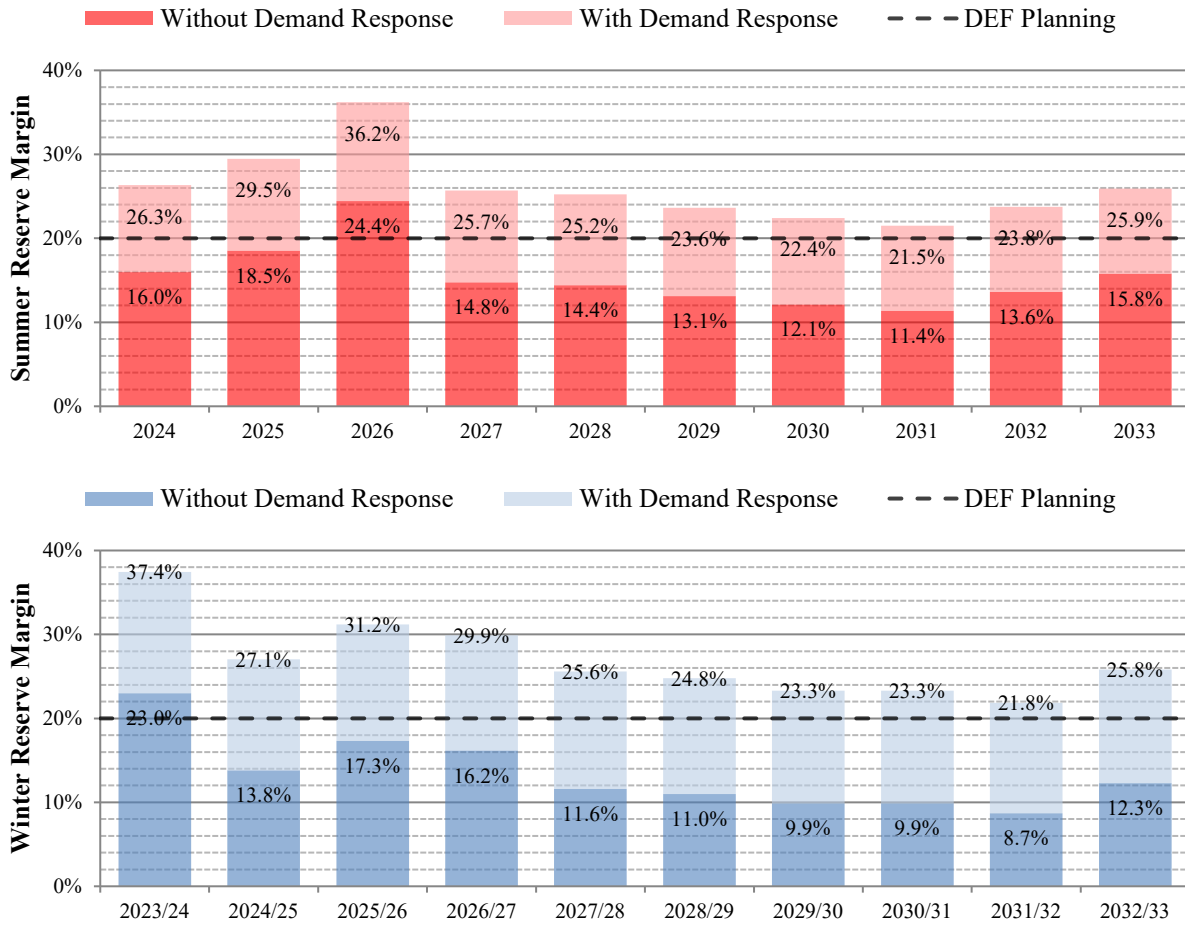 Without Demand Response With Demand Response DEF Planning
Summer Reserve Margin
40%
30%
20%
10%
0%
36.2%
29.5%
26.3% 24.4% 25.7% 25.2% 23.6% 22.4% 21.5% 23.8% 25.9%
16.0% 18.5% 14.8% 14.4% 13.1% 12.1% 11.4% 13.6% 15.8%
2024 2025 2026 2027 2028 2029 2030 2031 2032 2033
Without Demand Response With Demand Response DEF Planning
Winter Reserve Margin
40%
30%
20%
10%
0%
37.4% 27.1% 31.2% 29.9% 25.6% 24.8% 23.3% 23.3% 21.8% 25.8%
23.0% 13.8% 17.3% 16.2% 11.6% 11.0% 9.9% 9.9% 8.7% 12.3%
2023/24 2024/25 2025/26 2026/27 2027/28 2028/29 2029/30 2030/31 2031/32 2032/33